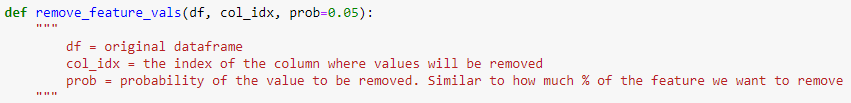 def remove_feature_vals(df, col_idx, prob=0.05):
"""
df = original dataframe
col_idx = the index of the column where values will be removed
prob = probability of the value to be removed. Similar to how much % of the feature we want to remove
"""